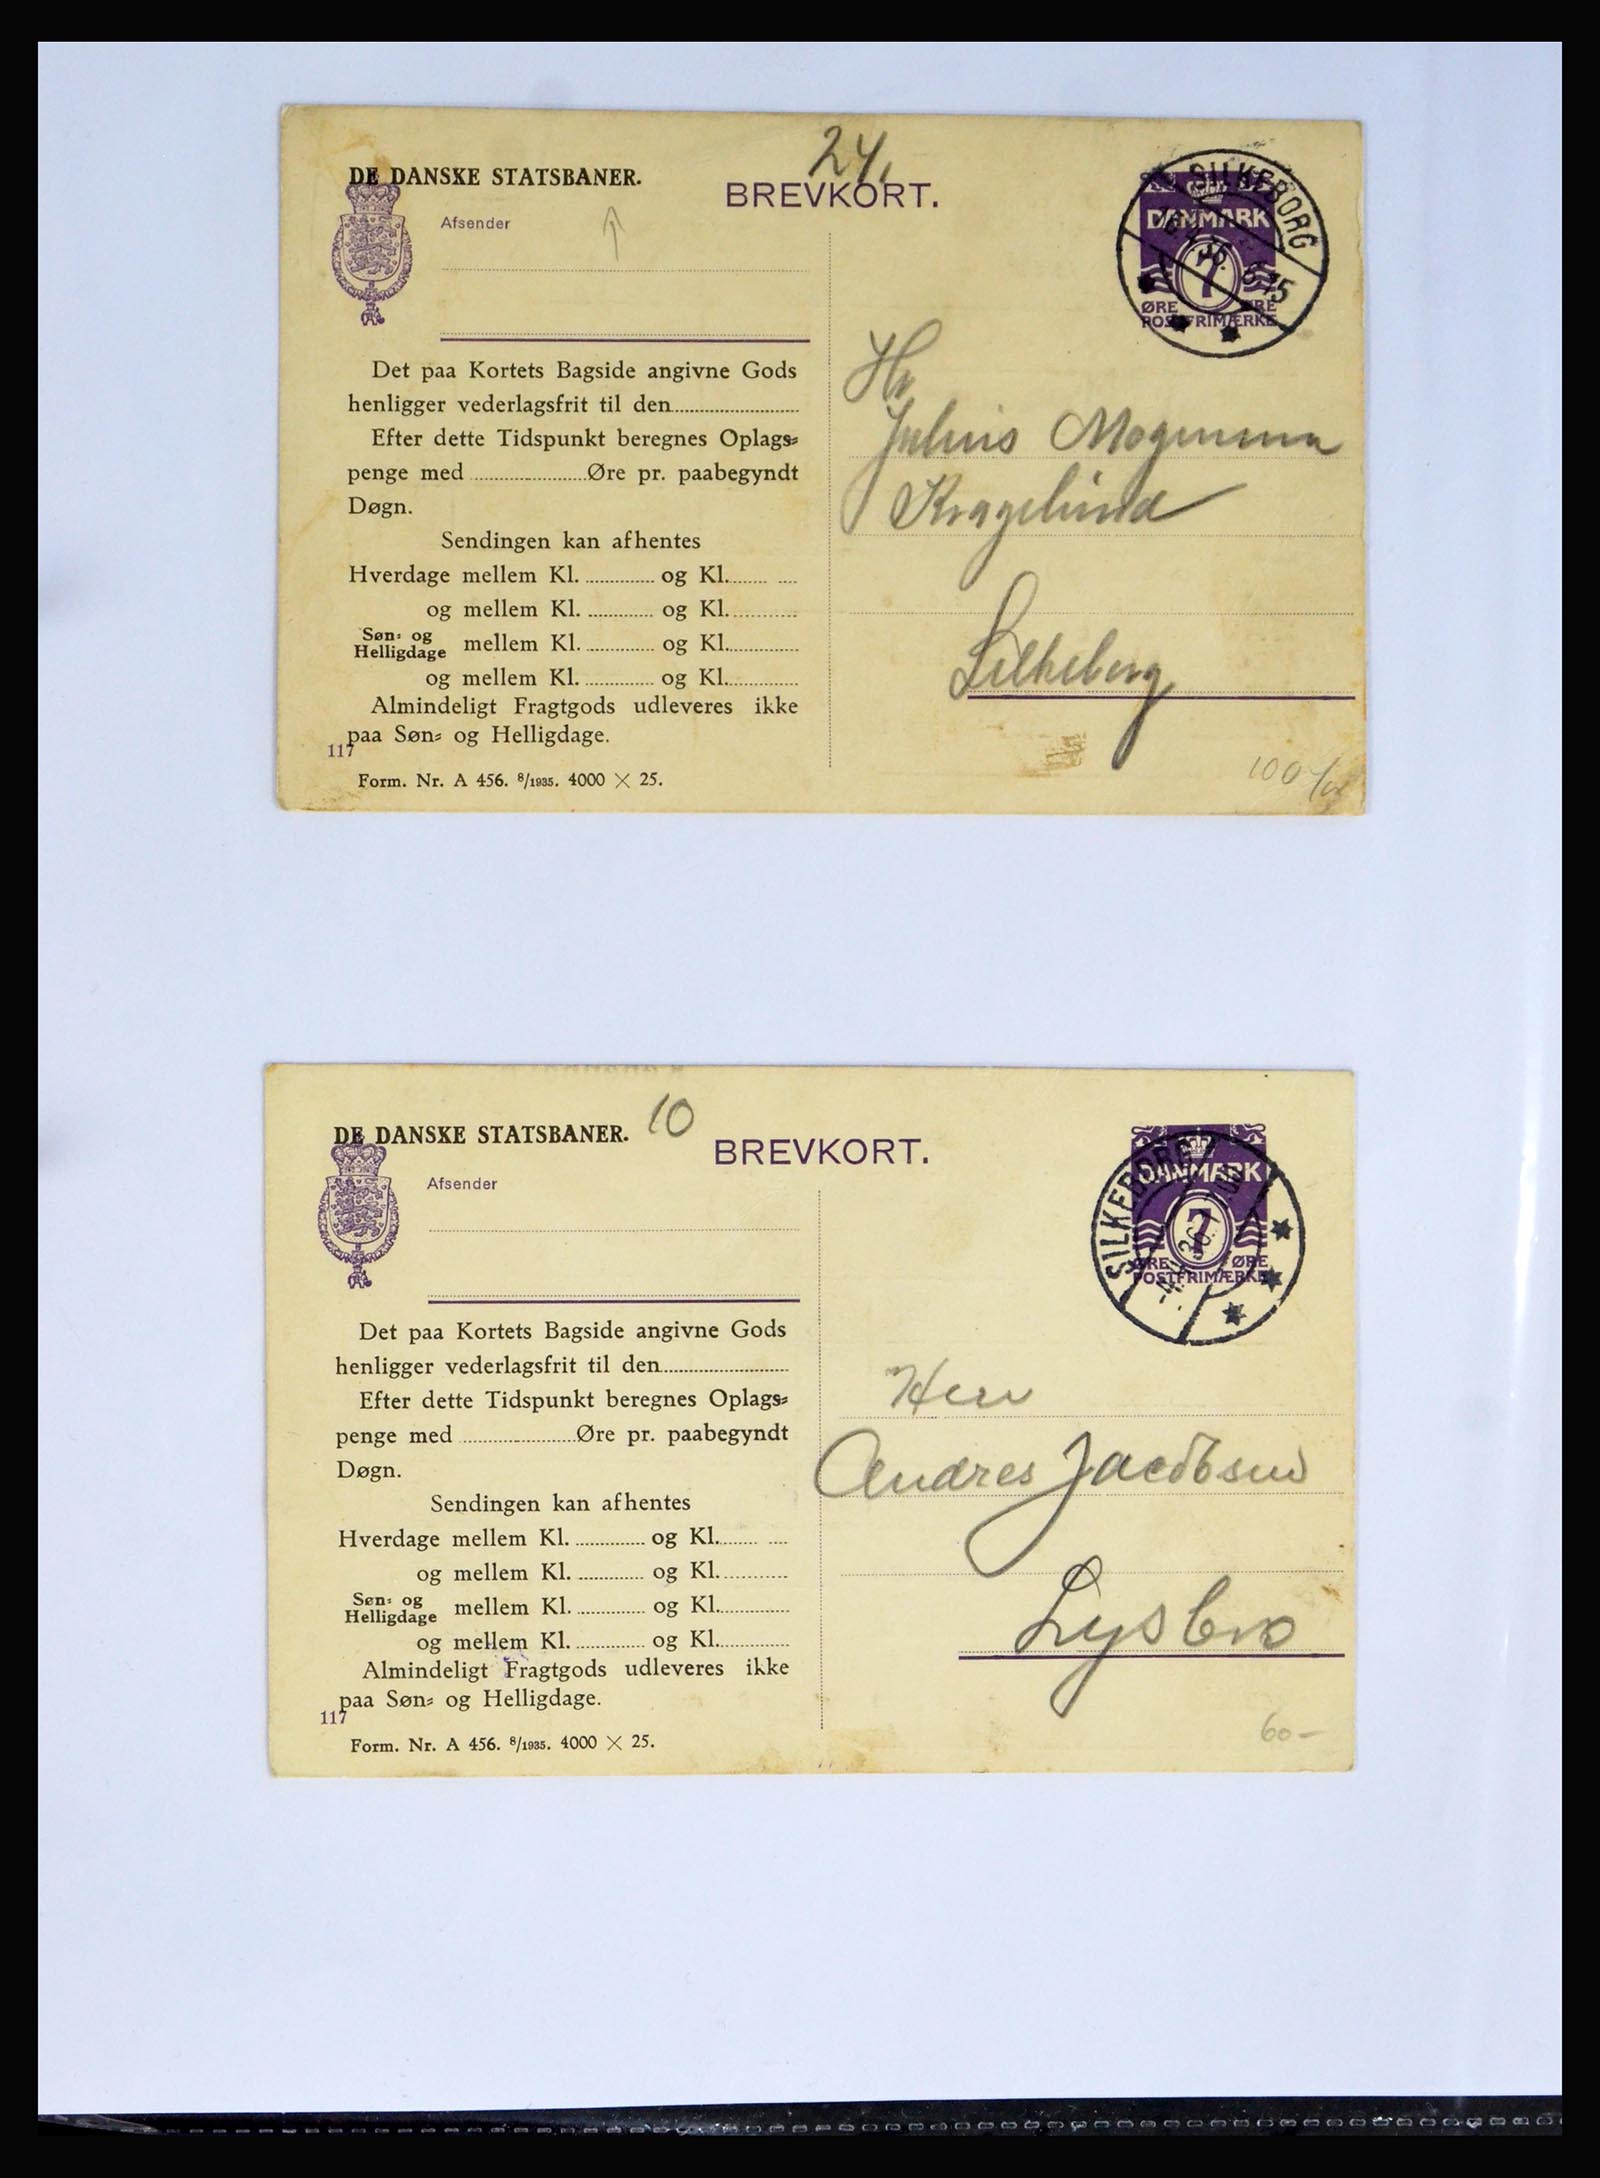 24.
DE DANSKE STATSBANER.
BREVKORT.
SILKEBORG
DANMARK
7
ØRE ØRE
POSTFRIMÆRKE
Afsender
Det paa Kortets Bagside angivne Gods
henligger vederlagsfrit til den
Efter dette Tidspunkt beregnes Oplags-
penge med Øre pr. paabegyndt
Døgn.
Sendingen kan afhentes
Hverdage mellem Kl. og Kl.
og mellem Kl. og Kl.
Søn- og
Helligdage mellem Kl. og Kl.
og mellem Kl. og Kl.
Almindeligt Fragtgods udleveres ikke
paa Søn- og Helligdage.
117
Form. Nr. A 456. 8/1935. 4000 × 25.
Hr
Julius Mogensen
Kragelund
Silkeborg
10
DE DANSKE STATSBANER.
BREVKORT.
SILKEBORG
DANMARK
7
ØRE ØRE
POSTFRIMÆRKE
Afsender
Det paa Kortets Bagside angivne Gods
henligger vederlagsfrit til den
Efter dette Tidspunkt beregnes Oplags-
penge med Øre pr. paabegyndt
Døgn.
Sendingen kan afhentes
Hverdage mellem Kl. og Kl.
og mellem Kl. og Kl.
Søn- og
Helligdage mellem Kl. og Kl.
og mellem Kl. og Kl.
Almindeligt Fragtgods udleveres ikke
paa Søn- og Helligdage.
117
Form. Nr. A 456. 8/1935. 4000 × 25.
Herr
Andres Jacobsen
Lysbro
60-